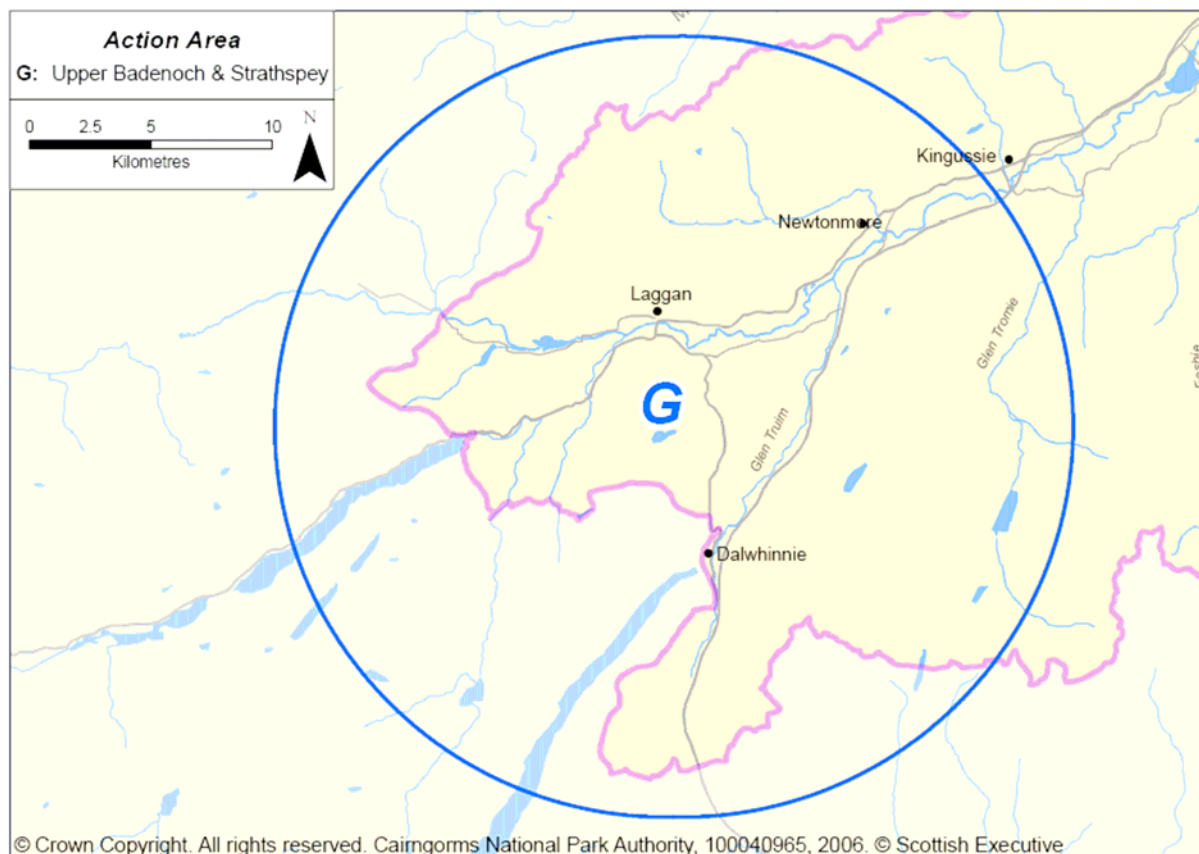 Action Area
G: Upper Badenoch & Strathspey
0 2.5 5 10
Kilometres
N
Kingussie
Newtonmore
Laggan
Glen Tromie
G
Glen Truim
Dalwhinnie
© Crown Copyright. All rights reserved. Cairngorms National Park Authority, 100040965, 2006. © Scottish Executive